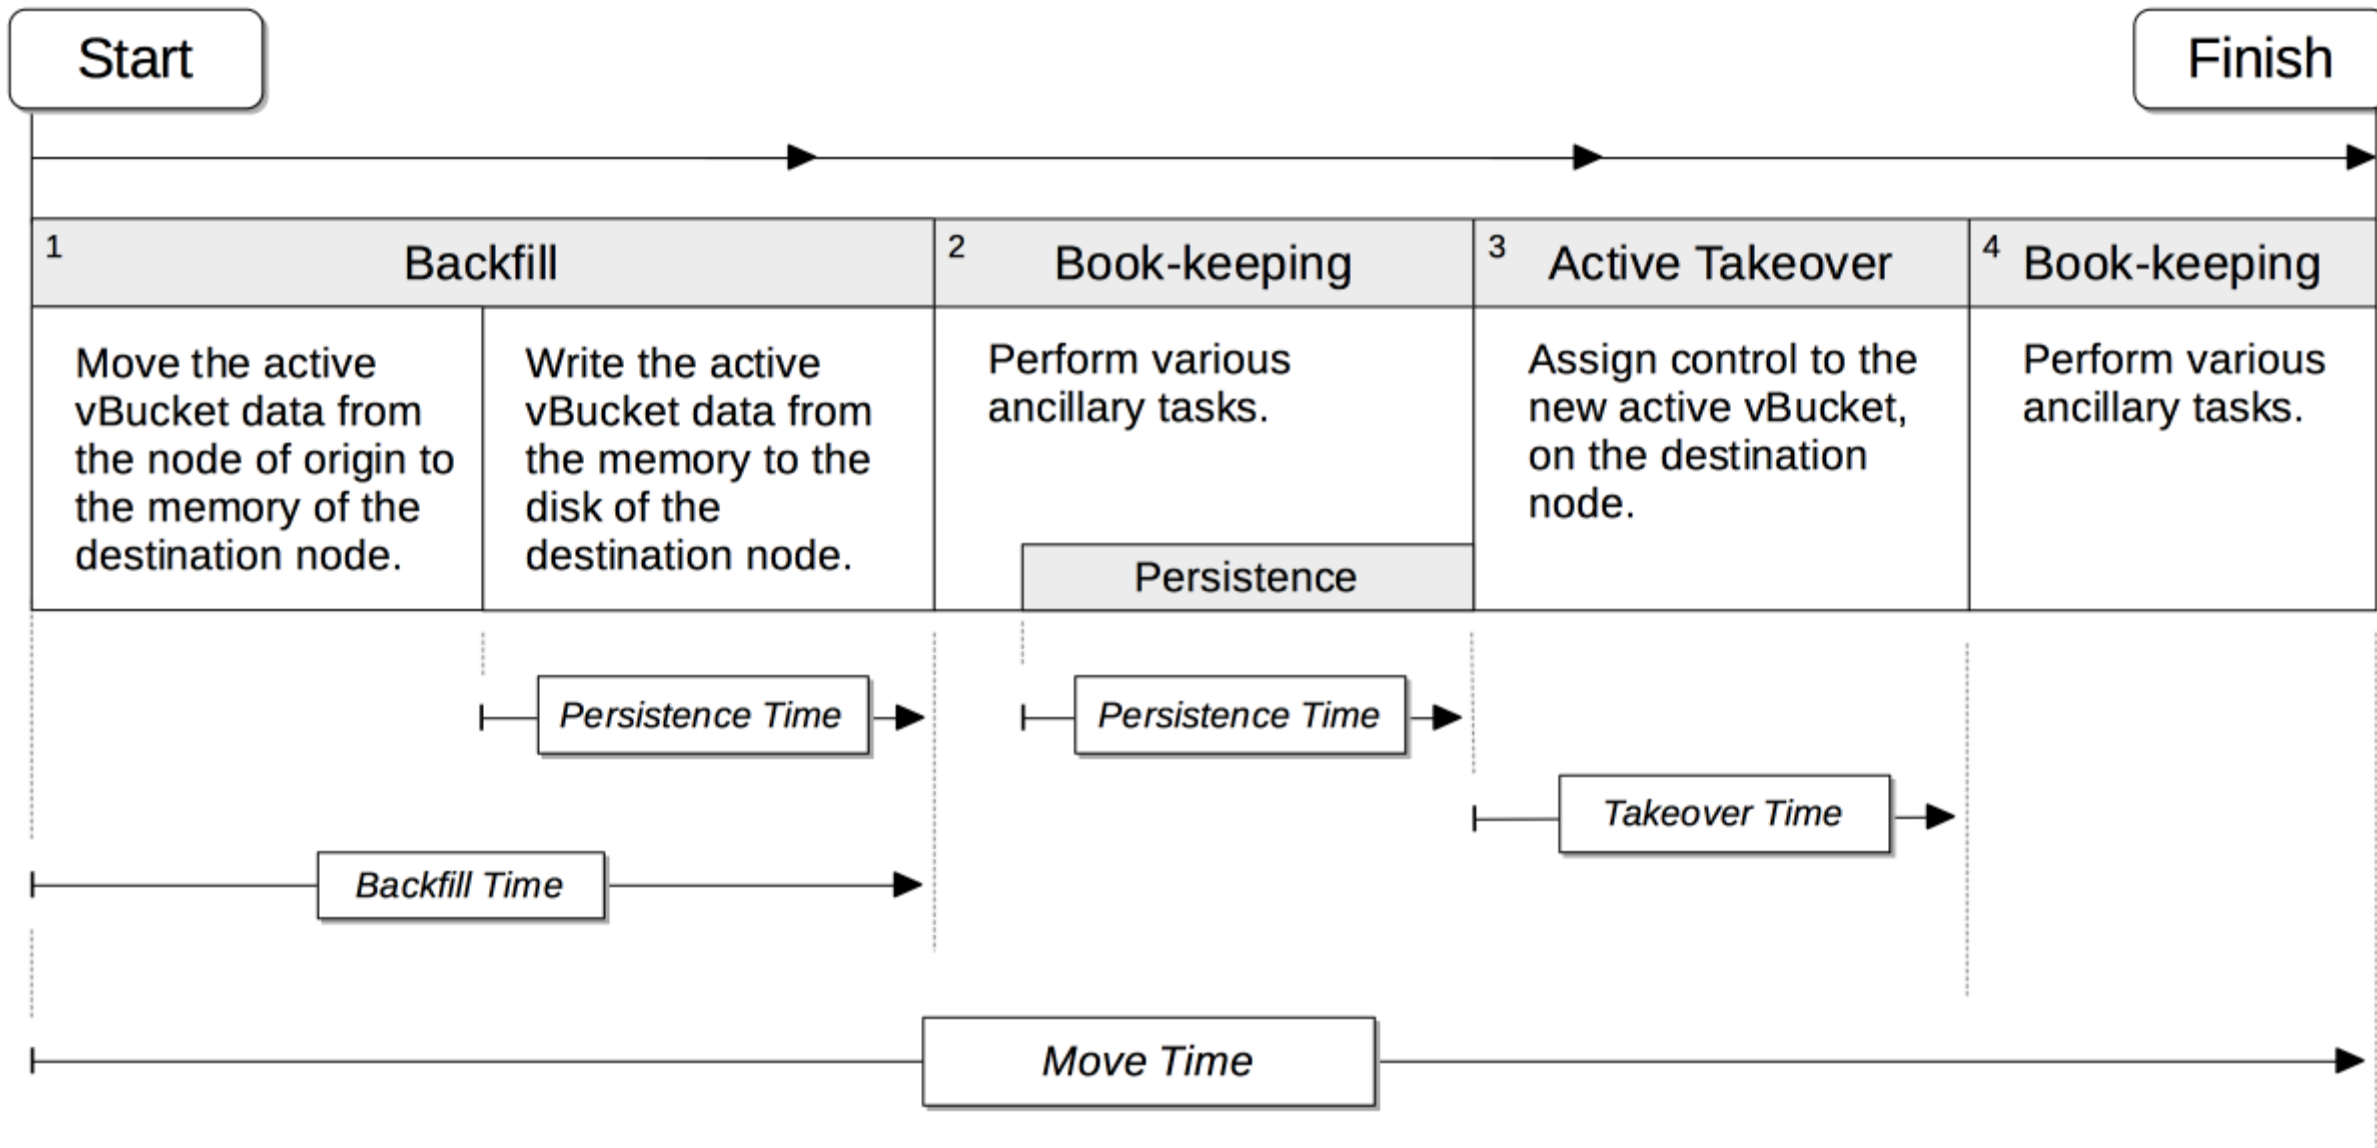 Start
Finish
1
Backfill
2
Book-keeping
3
Active Takeover
4
Book-keeping
Move the active
vBucket data from
the node of origin to
the memory of the
destination node.
Write the active
vBucket data from
the memory to the
disk of the
destination node.
Perform various
ancillary tasks.
Persistence
Assign control to the
new active vBucket,
on the destination
node.
Perform various
ancillary tasks.
Persistence Time
Persistence Time
Takeover Time
Backfill Time
Move Time